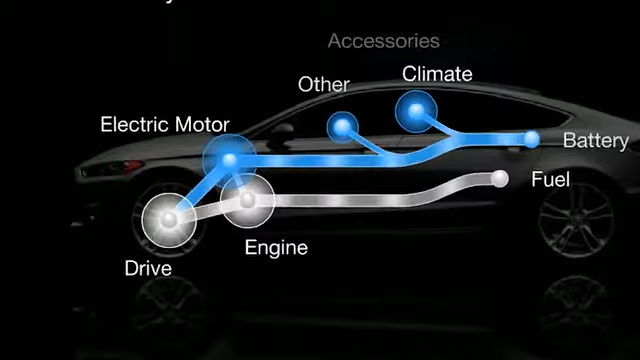 Accessories
Climate
Other
Electric Motor
Battery
Fuel
Engine
Drive